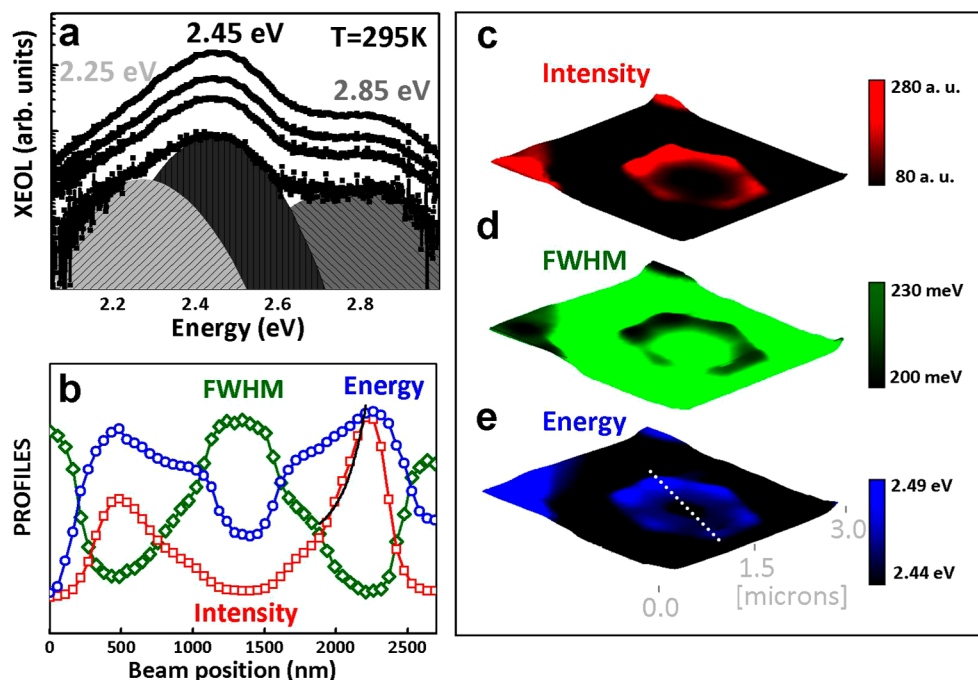 a
2.45 eV
T=295K
2.25 eV
2.85 eV
XEOL (arb. units)
2.2
2.4
2.6
2.8
Energy (eV)
b
FWHM
Energy
PROFILES
Intensity
0
500
1000
1500
2000
2500
Beam position (nm)
c
Intensity
280 a. u.
80 a. u.
d
FWHM
230 meV
200 meV
e
Energy
2.49 eV
2.44 eV
3.0
1.5
0.0
[microns]